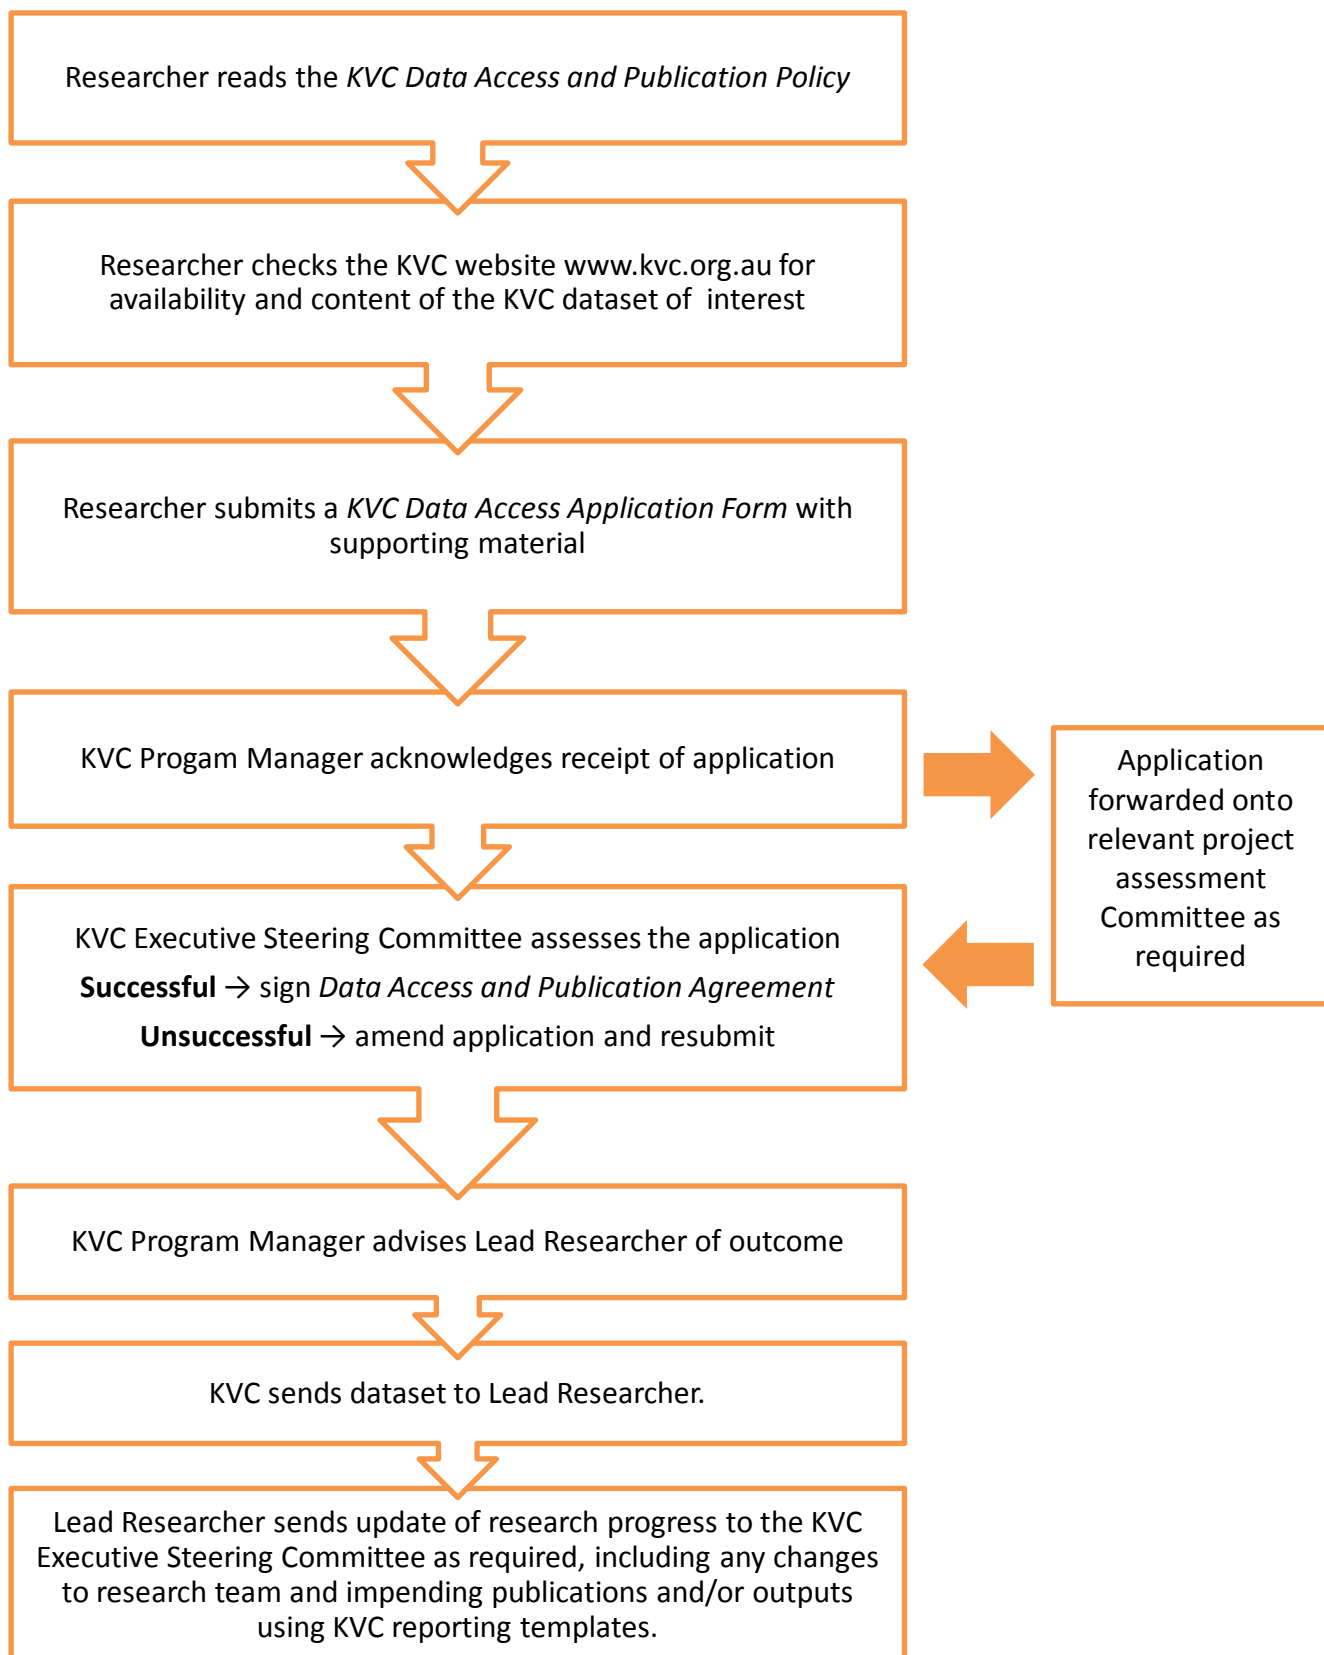 Researcher reads the KVC Data Access and Publication Policy
Researcher checks the KVC website www.kvc.org.au for
availability and content of the KVC dataset of interest
Researcher submits a KVC Data Access Application Form with
supporting material
KVC Progam Manager acknowledges receipt of application
Application
forwarded onto
relevant project
assessment
Committee as
required
KVC Executive Steering Committee assesses the application
Successful → sign Data Access and Publication Agreement
Unsuccessful → amend application and resubmit
KVC Program Manager advises Lead Researcher of outcome
KVC sends dataset to Lead Researcher.
Lead Researcher sends update of research progress to the KVC
Executive Steering Committee as required, including any changes
to research team and impending publications and/or outputs
using KVC reporting templates.